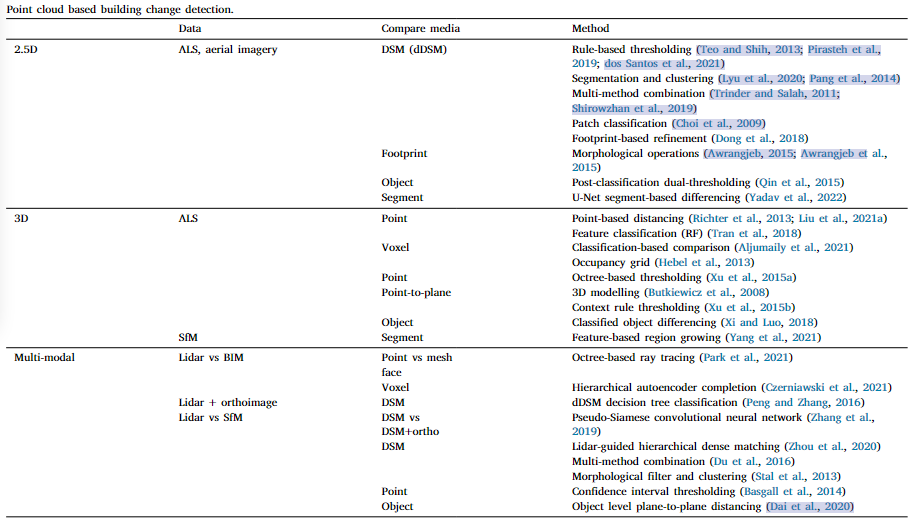 Point cloud based building change detection.
Data Compare media Method
2.5D ALS, aerial imagery DSM (dDSM) Rule-based thresholding (Teo and Shih, 2013; Pirasteh et al.,
2019; dos Santos et al., 2021)
Segmentation and clustering (Lyu et al., 2020; Pang et al., 2014)
Multi-method combination (Trinder and Salah, 2011;
Shirowzhan et al., 2019)
Patch classification (Choi et al., 2009)
Footprint-based refinement (Dong et al., 2018)
Footprint Morphological operations (Awrangjeb, 2015; Awrangjeb et al.,
2015)
Object Post-classification dual-thresholding (Qin et al., 2015)
Segment U-Net segment-based differencing (Yadav et al., 2022)
3D ALS Point Point-based distancing (Richter et al., 2013; Liu et al., 2021a)
Feature classification (RF) (Tran et al., 2018)
Voxel Classification-based comparison (Aljumaily et al., 2021)
Occupancy grid (Hebel et al., 2013)
Point Octree-based thresholding (Xu et al., 2015a)
Point-to-plane 3D modelling (Butkiewicz et al., 2008)
Context rule thresholding (Xu et al., 2015b)
Object Classified object differencing (Xi and Luo, 2018)
SfM Segment Feature-based region growing (Yang et al., 2021)
Multi-modal Lidar vs BIM Point vs mesh Octree-based ray tracing (Park et al., 2021)
face
Voxel Hierarchical autoencoder completion (Czerniawski et al., 2021)
Lidar + orthoimage DSM dDSM decision tree classification (Peng and Zhang, 2016)
Lidar vs SfM DSM vs Pseudo-Siamese convolutional neural network (Zhang et al.,
DSM+ortho 2019)
DSM Lidar-guided hierarchical dense matching (Zhou et al., 2020)
Multi-method combination (Du et al., 2016)
Morphological filter and clustering (Stal et al., 2013)
Point Confidence interval thresholding (Basgall et al., 2014)
Object Object level plane-to-plane distancing (Dai et al., 2020)